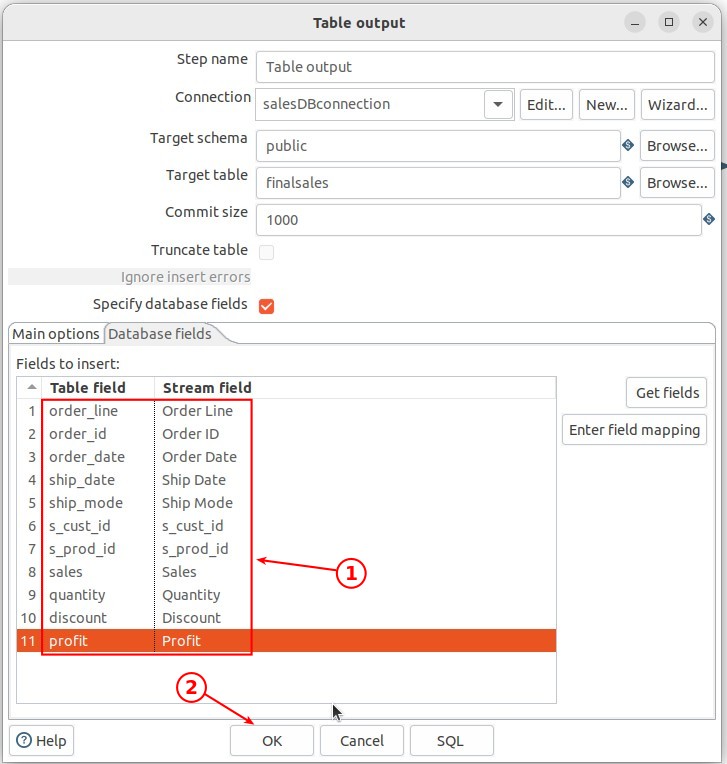 Table output
Step name Table output
Connection salesDBconnection Edit... New... Wizard...
Target schema public Browse...
Target table finalsales Browse...
Commit size 1000
Truncate table
Ignore insert errors
Specify database fields
Main options Database fields
Fields to insert:
Table field Stream field
Get fields
1 order_line Order Line
Enter field mapping
2 order_id Order ID
3 order_date Order Date
4 ship_date Ship Date
5 ship_mode Ship Mode
6 s_cust_id s_cust_id
7 s_prod_id s_prod_id
8 sales Sales
1
9 quantity Quantity
10 discount Discount
11 profit Profit
2
Help OK Cancel SQL